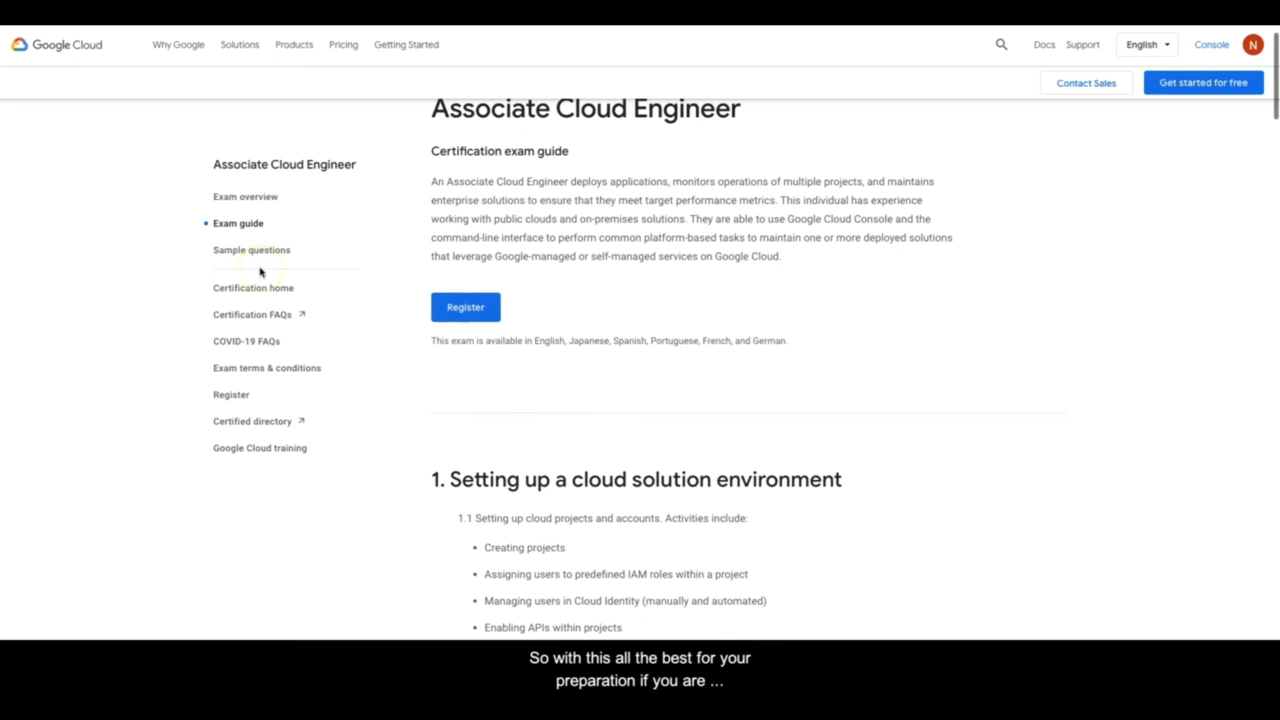 Google Cloud
Why Google
Solutions
Products
Pricing
Getting Started
Docs
Support
English
Console
N
Contact Sales
Get started for free
Associate Cloud Engineer
Exam overview
Exam guide
Sample questions
Certification home
Certification FAQs
COVID-19 FAQs
Exam terms & conditions
Register
Certified directory
Google Cloud training
Associate Cloud Engineer
Certification exam guide
An Associate Cloud Engineer deploys applications, monitors operations of multiple projects, and maintains
enterprise solutions to ensure that they meet target performance metrics. This individual has experience
working with public clouds and on-premises solutions. They are able to use Google Cloud Console and the
command-line interface to perform common platform-based tasks to maintain one or more deployed solutions
that leverage Google-managed or self-managed services on Google Cloud.
Register
This exam is available in English, Japanese, Spanish, Portuguese, French, and German.
1. Setting up a cloud solution environment
1.1 Setting up cloud projects and accounts. Activities include:
• Creating projects
• Assigning users to predefined IAM roles within a project
• Managing users in Cloud Identity (manually and automated)
• Enabling APIs within projects
So with this all the best for your
preparation if you are ...